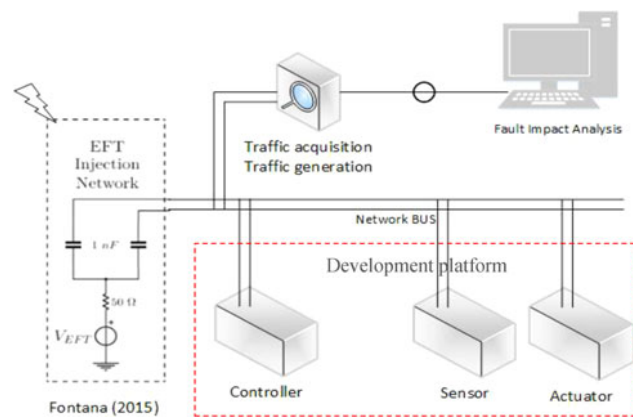 Fault Impact Analysis
Traffic acquisition
Traffic generation
EFT
Injection
Network
1 nF
50 Ω
V_EFT
+
Network BUS
Development platform
Controller
Sensor
Actuator
Fontana (2015)